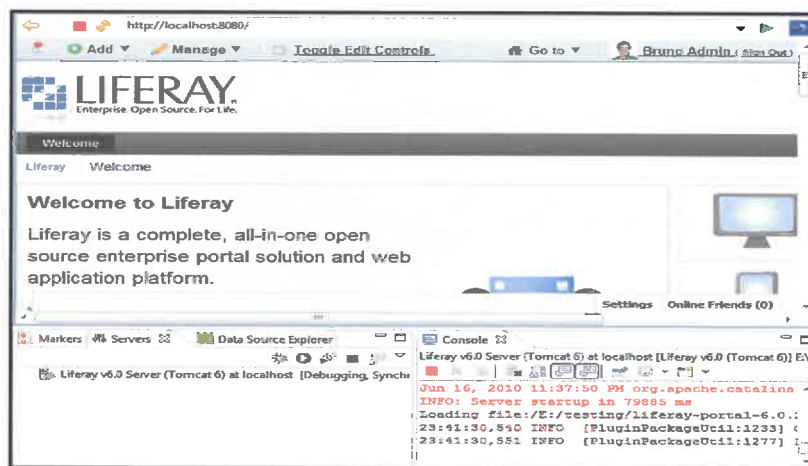 http://localhost:8080/
Add Manage Toggle Edit Controls Go to Bruno Admin (Sign Out)
LIFERAY.
Enterprise. Open Source. For Life.
Welcome
Liferay Welcome
Welcome to Liferay
Liferay is a complete, all-in-one open
source enterprise portal solution and web
application platform.
Settings Online Friends (0)
Markers Servers Data Source Explorer
Liferay v6.0 Server (Tomcat 6) at localhost [Debugging, Synchr
Console
Liferay v6.0 Server (Tomcat 6) at localhost [Liferay v6.0 (Tomcat 6)] E:\
Jun 16, 2010 11:37:50 PM org.apache.catalina
INFO: Server startup in 79885 ms
Loading file:/E:/testing/liferay-portal-6.0.
23:41:30,540 INFO [PluginPackageUtil:1233]
23:41:30,551 INFO [PluginPackageUtil:1277]